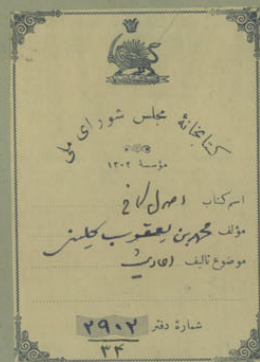 کتابخانهٔ مجلس شورای ملی
مؤسسهٔ ۱۳۰۲
اسم کتاب اصول کافی
مؤلف محمد بن یعقوب کلینی
موضوع تالیف احادیث
شمارهٔ دفتر ۲۹۰۲
۳۴